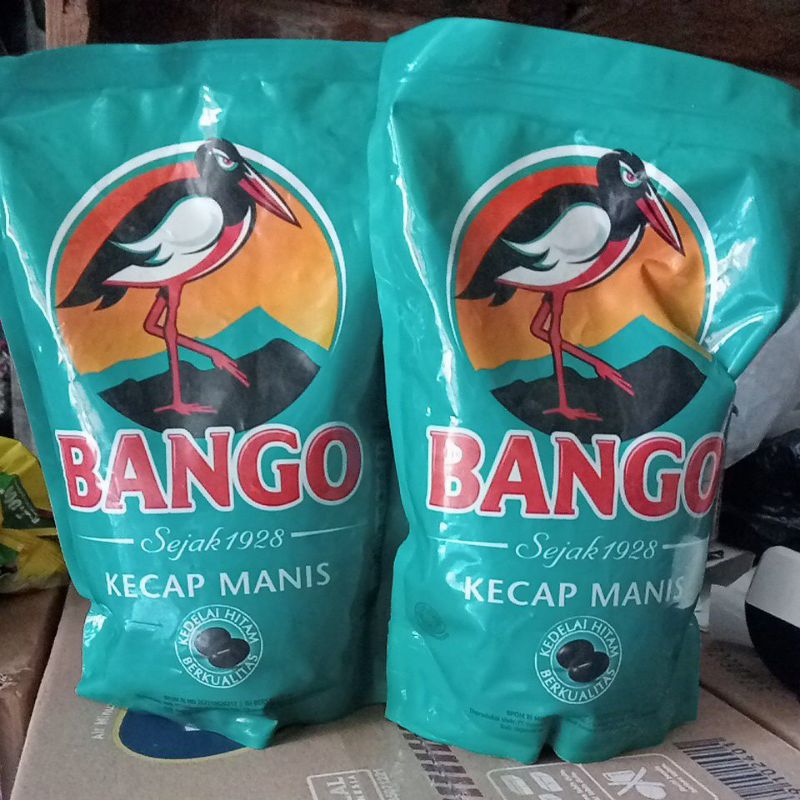 BANGO
Sejak 1928
KECAP MANIS
KEDELAI HITAM
BERKUALITAS
BANGO
Sejak 1928
KECAP MANIS
KEDELAI HITAM
BERKUALITAS